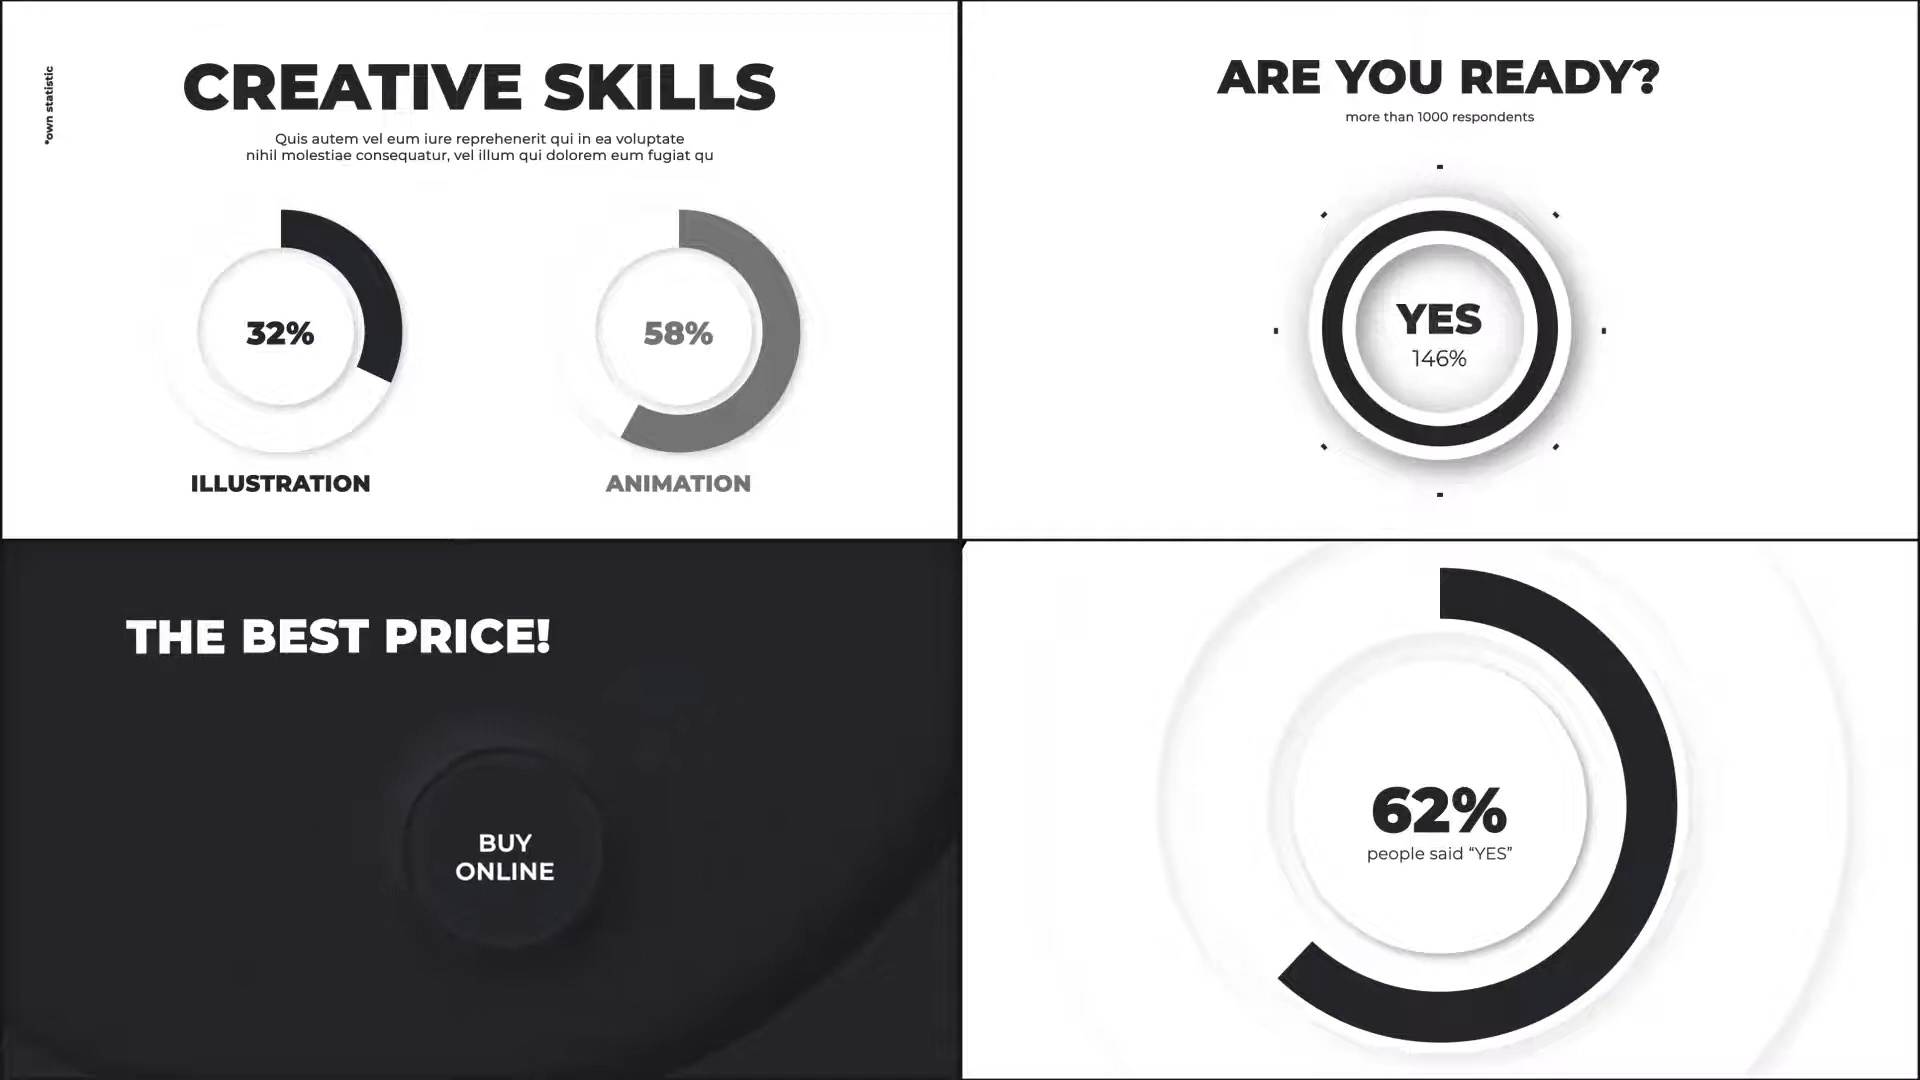 *own statistic
CREATIVE SKILLS
Quis autem vel eum iure reprehenerit qui in ea voluptate
nihil molestiae consequatur, vel illum qui dolorem eum fugiat qu
32%
58%
ILLUSTRATION
ANIMATION
ARE YOU READY?
more than 1000 respondents
YES
146%
THE BEST PRICE!
BUY
ONLINE
62%
people said “YES”